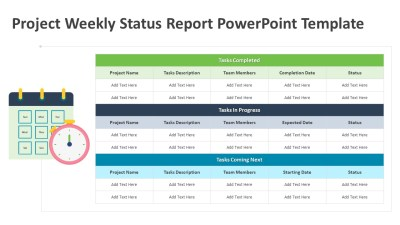 Project Weekly Status Report PowerPoint Template
Tasks Completed
Project Name Tasks Description Team Members Completion Date Status
Add Text Here Add Text Here Add Text Here Add Text Here Add Text Here
Add Text Here Add Text Here Add Text Here Add Text Here Add Text Here
Tasks In Progress
Project Name Tasks Description Team Members Expected Date Status
Add Text Here Add Text Here Add Text Here Add Text Here Add Text Here
Add Text Here Add Text Here Add Text Here Add Text Here Add Text Here
Tasks Coming Next
Project Name Tasks Description Team Members Starting Date Status
Add Text Here Add Text Here Add Text Here Add Text Here Add Text Here
Add Text Here Add Text Here Add Text Here Add Text Here Add Text Here